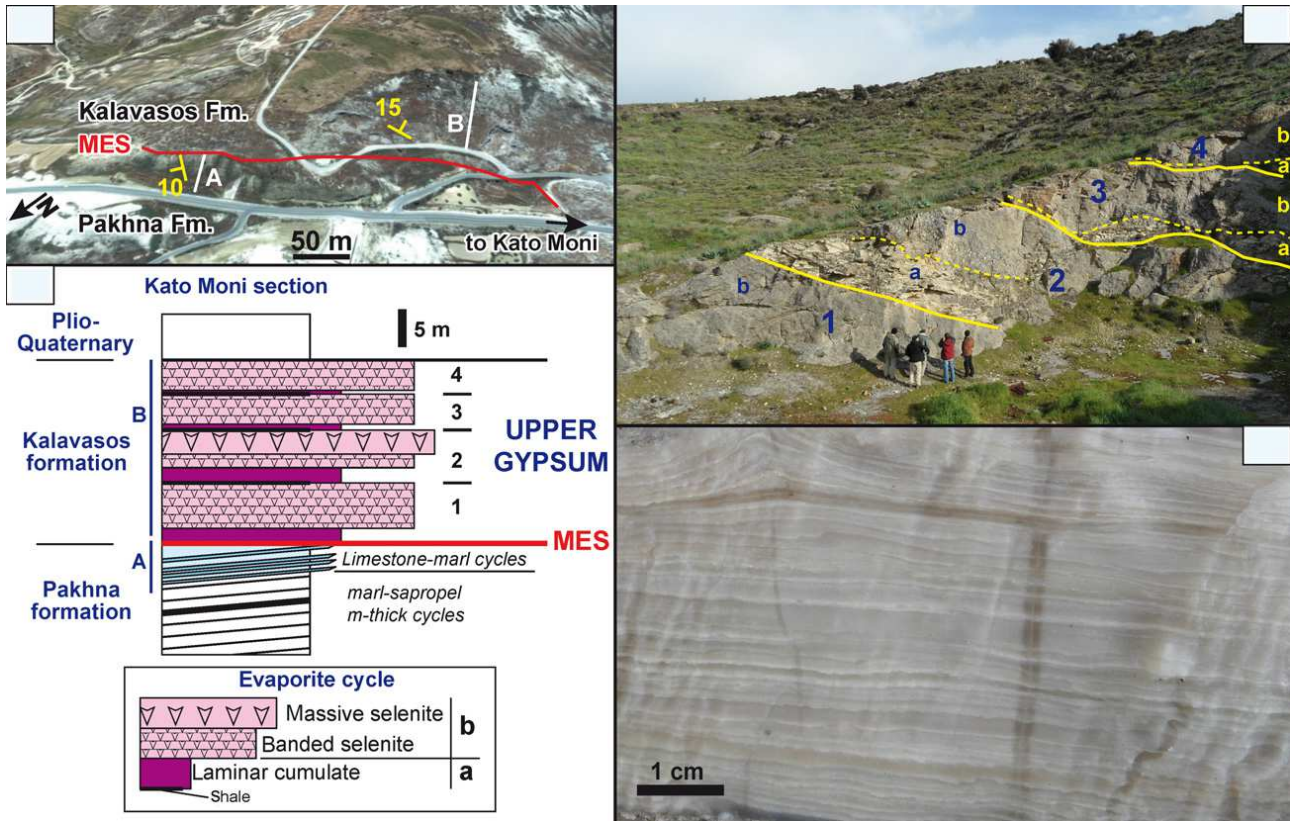 Kalavasos Fm.
MES
15
B
10
A
N
Pakhna Fm.
50 m
to Kato Moni
Kato Moni section
Plio-
Quaternary
5 m
B
Kalavasos
formation
4
3
2
1
UPPER
GYPSUM
MES
A
Pakhna
formation
Limestone-marl cycles
marl-sapropel
m-thick cycles
Evaporite cycle
Massive selenite
Banded selenite
b
Laminar cumulate
a
Shale
4
b
a
3
b
b
a
a
2
b
1
1 cm